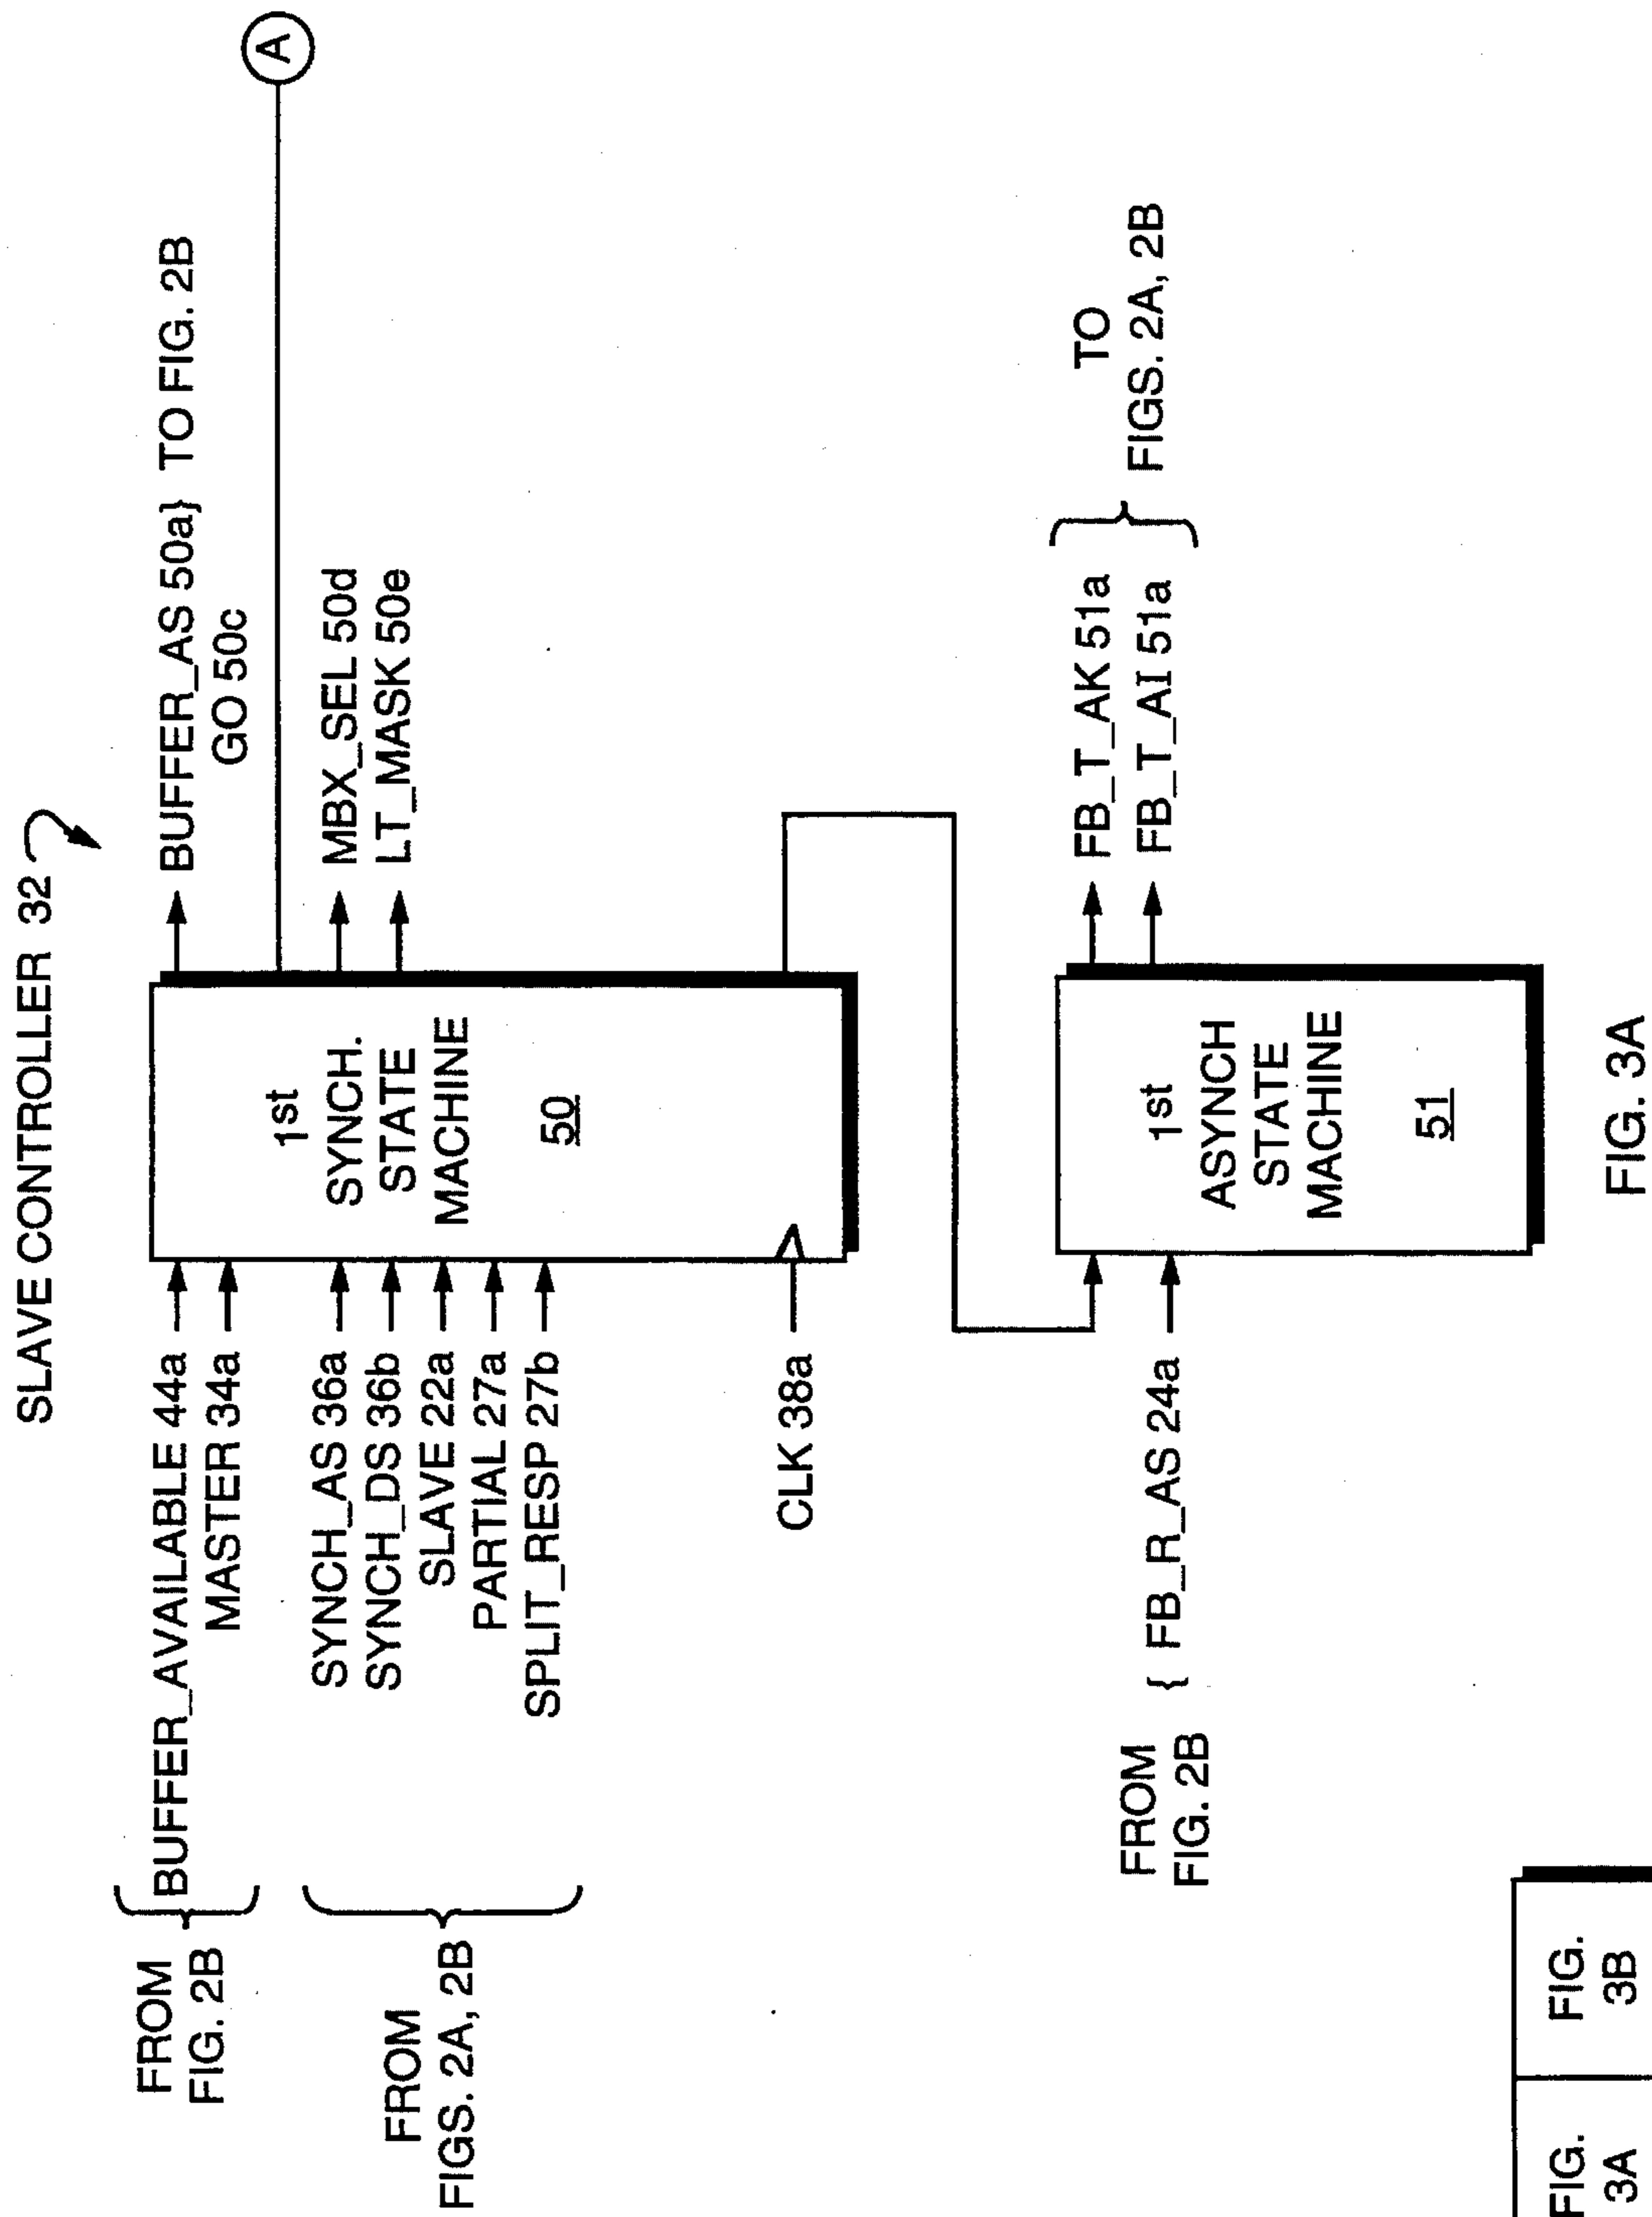 SLAVE CONTROLLER 32
FROM
FIG. 2B
BUFFER_AVAILABLE 44a
MASTER 34a
FROM
FIGS. 2A, 2B
SYNCH_AS 36a
SYNCH_DS 36b
SLAVE 22a
PARTIAL 27a
SPLIT_RESP 27b
CLK 38a
1st
SYNCH.
STATE
MACHINE
50
BUFFER_AS 50a} TO FIG. 2B
GO 50c
A
MBX_SEL 50d
LT_MASK 50e
FROM
FIG. 2B
{ FB_R_AS 24a
1st
ASYNCH
STATE
MACHINE
51
FB_T_AK 51a
FB_T_AI 51a
TO
FIGS. 2A, 2B
FIG.
3A
FIG.
3B
FIG. 3A